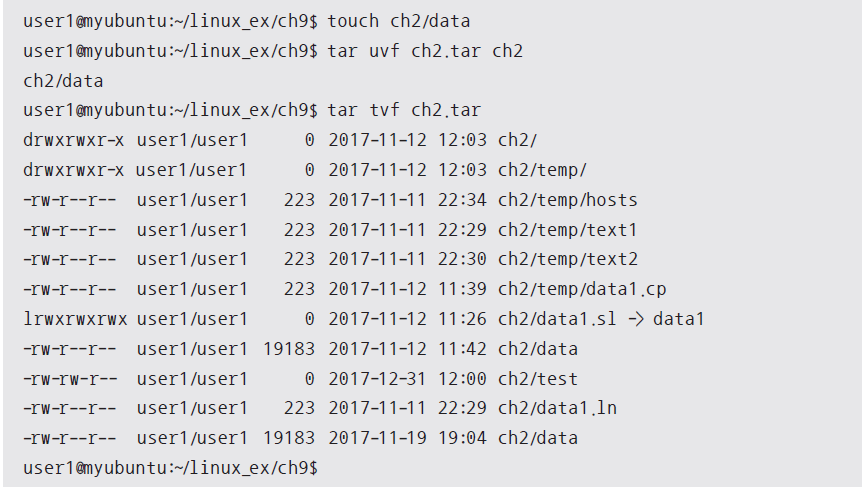 user1@myubuntu:~/linux_ex/ch9$ touch ch2/data
user1@myubuntu:~/linux_ex/ch9$ tar uvf ch2.tar ch2
ch2/data
user1@myubuntu:~/linux_ex/ch9$ tar tvf ch2.tar
drwxrwxr-x user1/user1     0 2017-11-12 12:03 ch2/
drwxrwxr-x user1/user1     0 2017-11-12 12:03 ch2/temp/
-rw-r--r-- user1/user1   223 2017-11-11 22:34 ch2/temp/hosts
-rw-r--r-- user1/user1   223 2017-11-11 22:29 ch2/temp/text1
-rw-r--r-- user1/user1   223 2017-11-11 22:30 ch2/temp/text2
-rw-r--r-- user1/user1   223 2017-11-12 11:39 ch2/temp/data1.cp
lrwxrwxrwx user1/user1     0 2017-11-12 11:26 ch2/data1.sl -> data1
-rw-r--r-- user1/user1 19183 2017-11-12 11:42 ch2/data
-rw-rw-r-- user1/user1     0 2017-12-31 12:00 ch2/test
-rw-r--r-- user1/user1   223 2017-11-11 22:29 ch2/data1.ln
-rw-r--r-- user1/user1 19183 2017-11-19 19:04 ch2/data
user1@myubuntu:~/linux_ex/ch9$